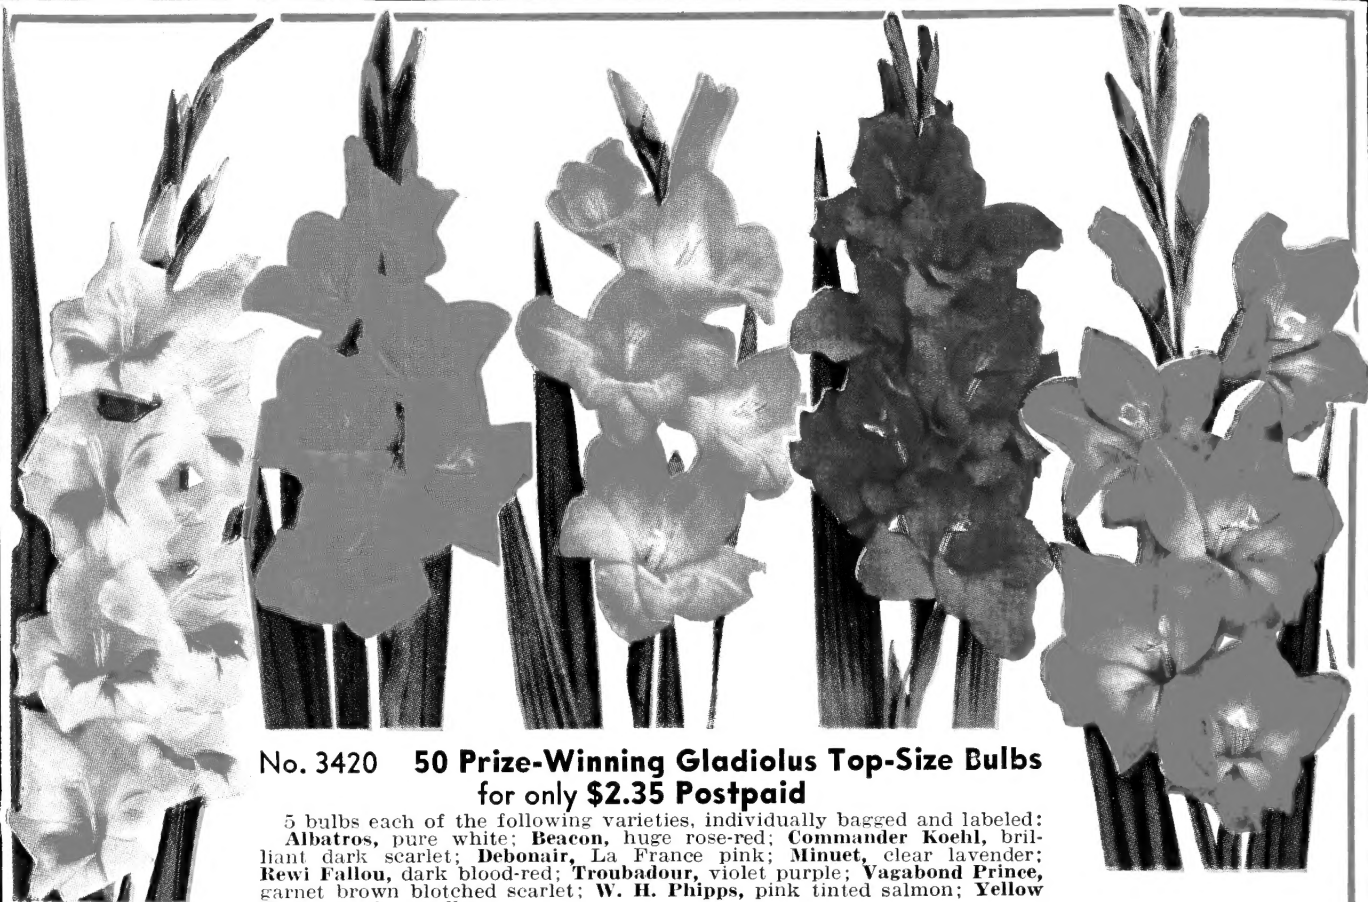 No. 3420 50 Prize-Winning Gladiolus Top-Size Bulbs
for only $2.35 Postpaid
5 bulbs each of the following varieties, individually bagged and labeled:
Albatros, pure white; Beacon, huge rose-red; Commander Koehl, bril-
liant dark scarlet; Debonair, La France pink; Minuet, clear lavender;
Rewi Fallou, dark blood-red; Troubadour, violet purple; Vagabond Prince,
garnet brown blotched scarlet; W. H. Phipps, pink tinted salmon; Yellow